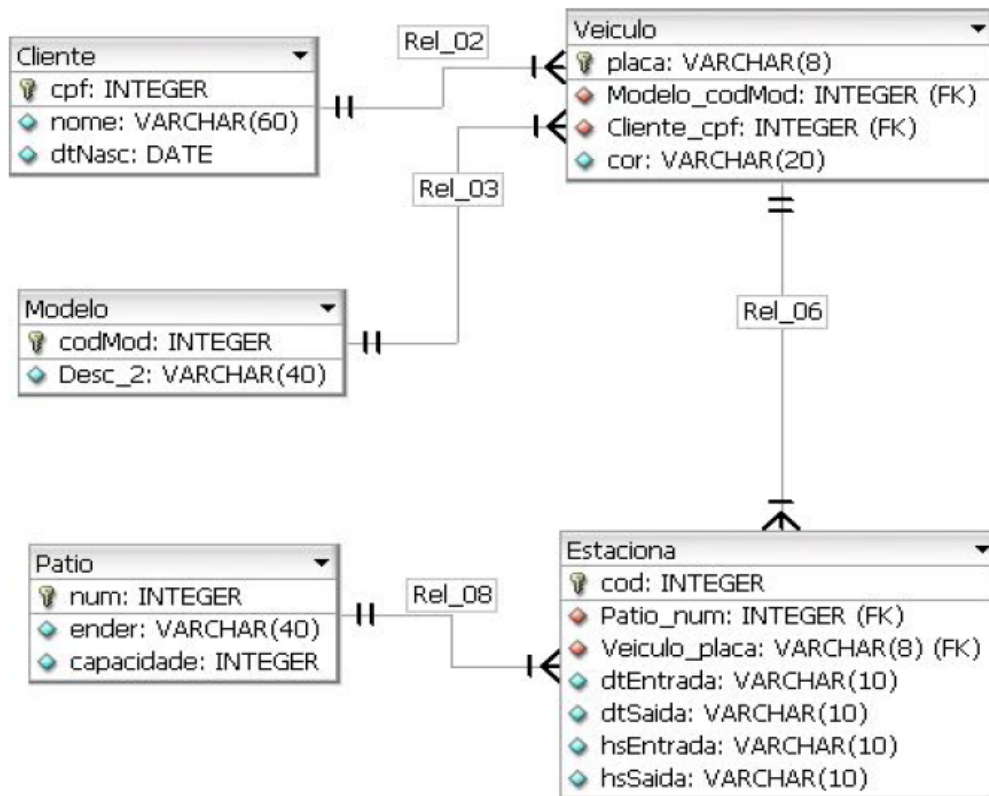 Cliente
cpf: INTEGER
nome: VARCHAR(60)
dtNasc: DATE
Rel_02
Veiculo
placa: VARCHAR(8)
Modelo_codMod: INTEGER (FK)
Cliente_cpf: INTEGER (FK)
cor: VARCHAR(20)
Rel_03
Modelo
codMod: INTEGER
Desc_2: VARCHAR(40)
Rel_06
Patio
num: INTEGER
ender: VARCHAR(40)
capacidade: INTEGER
Rel_08
Estaciona
cod: INTEGER
Patio_num: INTEGER (FK)
Veiculo_placa: VARCHAR(8) (FK)
dtEntrada: VARCHAR(10)
dtSaida: VARCHAR(10)
hsEntrada: VARCHAR(10)
hsSaida: VARCHAR(10)